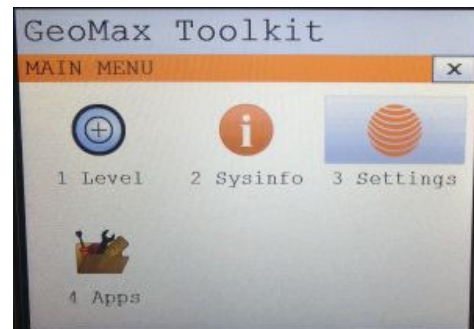 GeoMax Toolkit
MAIN MENU
1 Level
2 Sysinfo
3 Settings
4 Apps